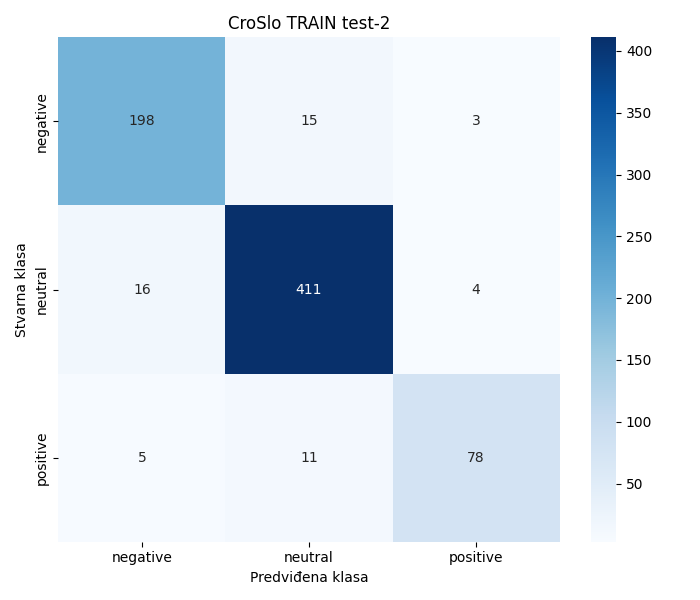 CroSlo TRAIN test-2
Stvarna klasa
negative
198
15
3
neutral
16
411
4
positive
5
11
78
negative
neutral
positive
Predviđena klasa
400
350
300
250
200
150
100
50